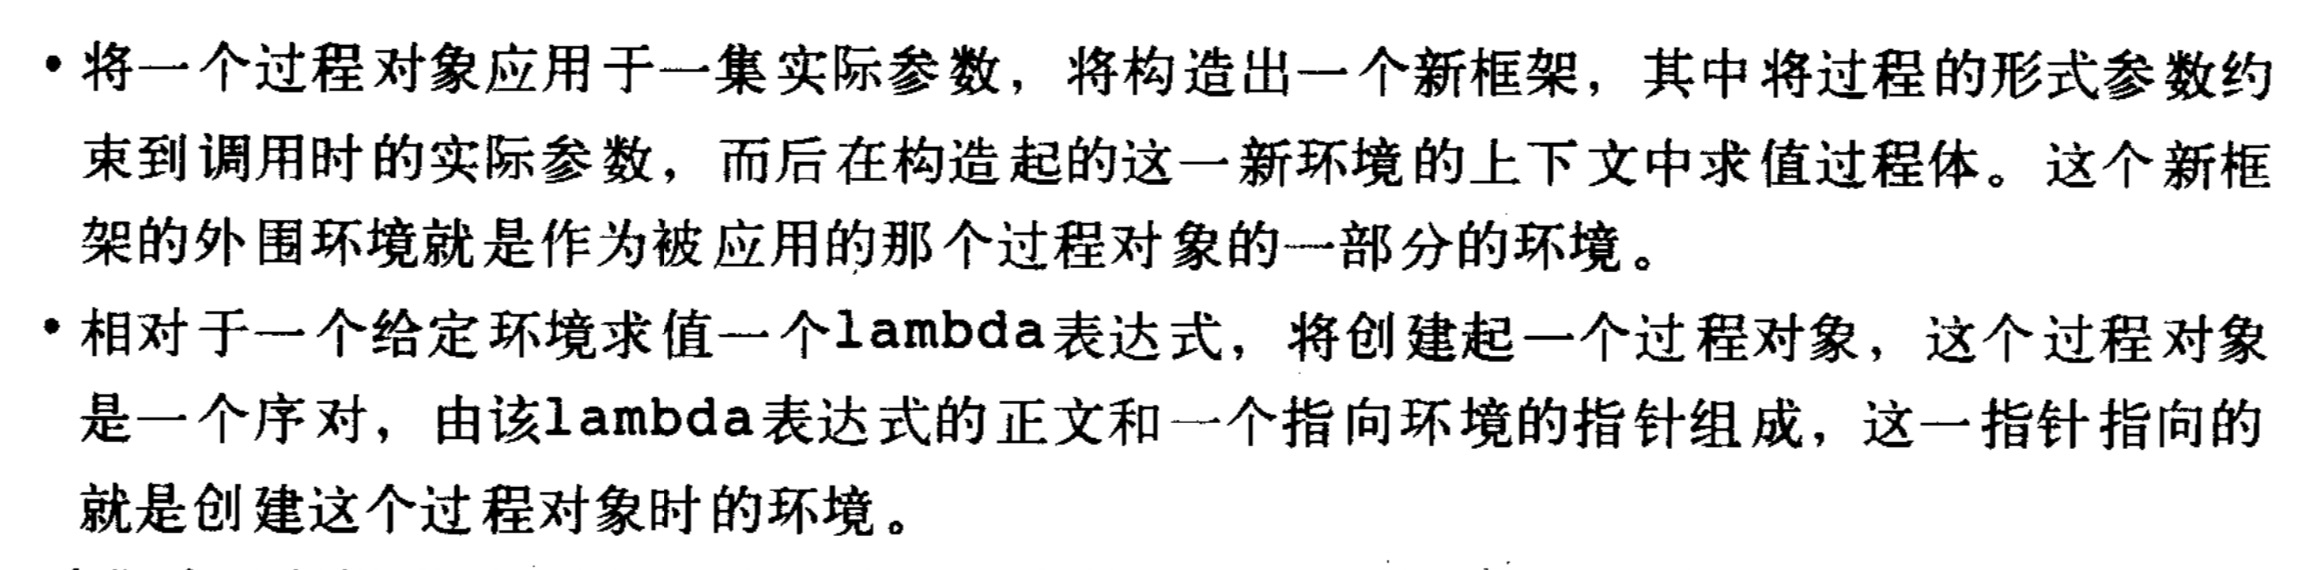 • 将一个过程对象应用于一集实际参数，将构造出一个新框架，其中将过程的形式参数约
束到调用时的实际参数，而后在构造起的这一新环境的上下文中求值过程体。这个新框
架的外围环境就是作为被应用的那个过程对象的一部分的环境。
• 相对于一个给定环境求值一个lambda表达式，将创建起一个过程对象，这个过程对象
是一个序对，由该lambda表达式的正文和一个指向环境的指针组成，这一指针指向的
就是创建这个过程对象时的环境。